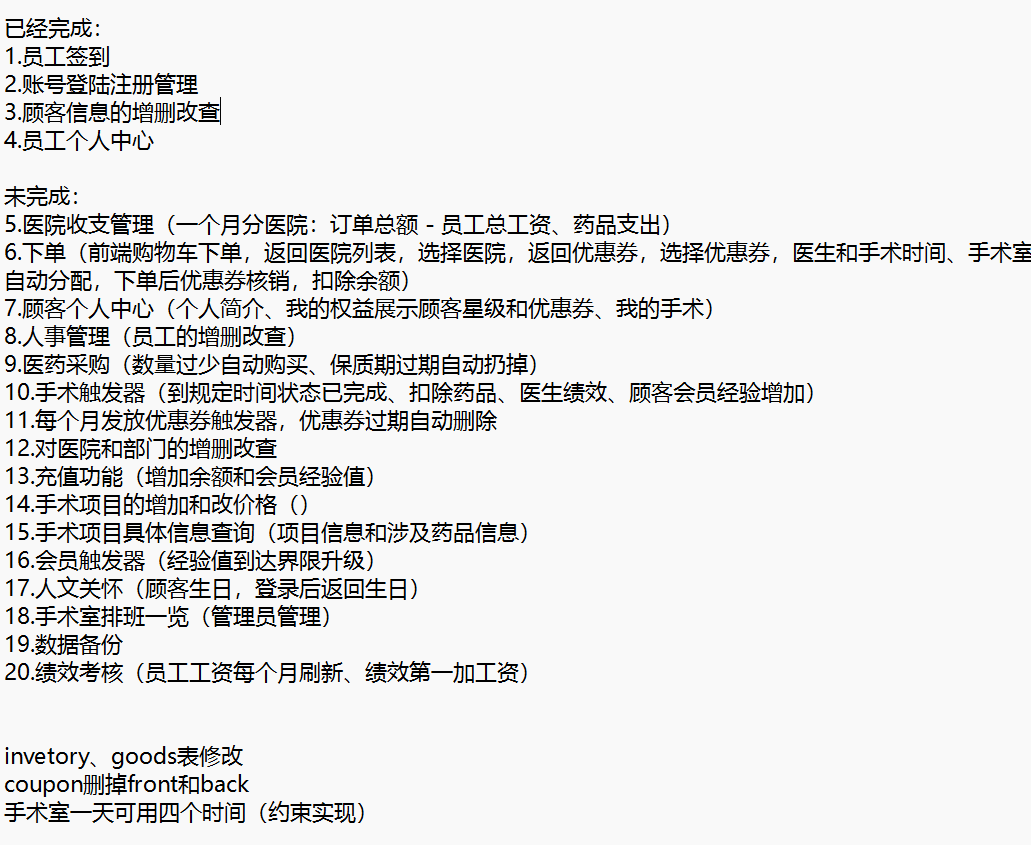 已经完成：
1.员工签到
2.账号登陆注册管理
3.顾客信息的增删改查
4.员工个人中心
未完成：
5.医院收支管理（一个月分医院：订单总额 - 员工总工资、药品支出）
6.下单（前端购物车下单，返回医院列表，选择医院，返回优惠券，选择优惠券，医生和手术时间、手术室
自动分配，下单后优惠券核销，扣除余额）
7.顾客个人中心（个人简介、我的权益展示顾客星级和优惠券、我的手术）
8.人事管理（员工的增删改查）
9.医药采购（数量过少自动购买、保质期过期自动扔掉）
10.手术触发器（到规定时间状态已完成、扣除药品、医生绩效、顾客会员经验增加）
11.每个月发放优惠券触发器，优惠券过期自动删除
12.对医院和部门的增删改查
13.充值功能（增加余额和会员经验值）
14.手术项目的增加和改价格（）
15.手术项目具体信息查询（项目信息和涉及药品信息）
16.会员触发器（经验值到达界限升级）
17.人文关怀（顾客生日，登录后返回生日）
18.手术室排班一览（管理员管理）
19.数据备份
20.绩效考核（员工工资每个月刷新、绩效第一加工资）
invetory、goods表修改
coupon删掉front和back
手术室一天可用四个时间（约束实现）